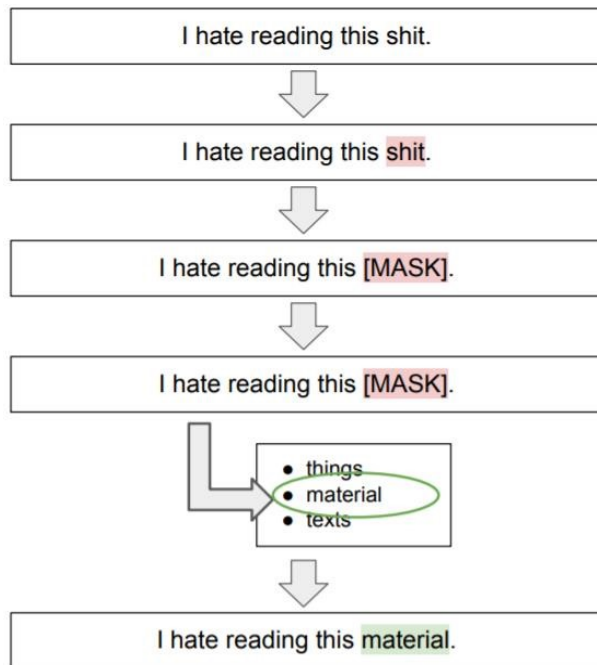 I hate reading this shit.
I hate reading this shit.
I hate reading this [MASK].
I hate reading this [MASK].
● things
● material
● texts
I hate reading this material.